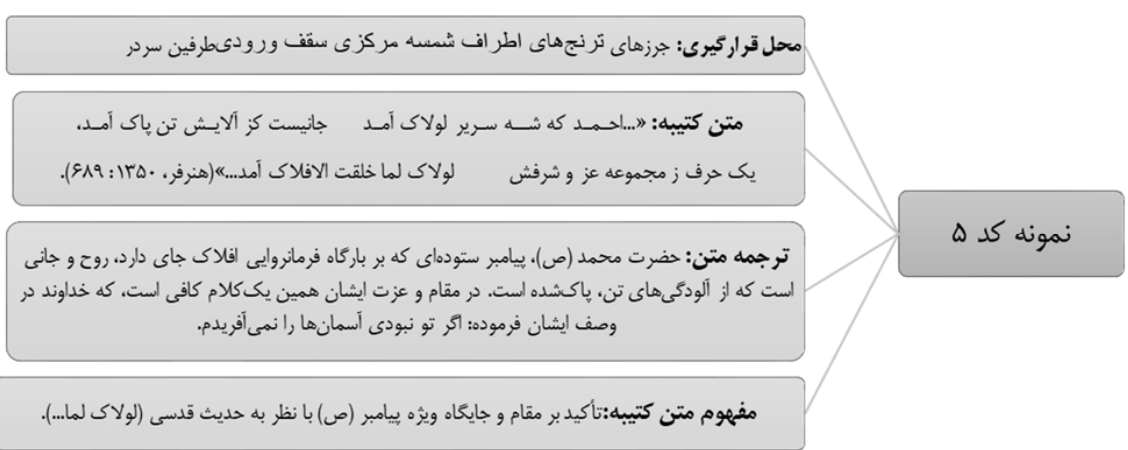 نمونه کد ۵
محل قرارگیری: جرزهای ترنج‌های اطراف شمسه مرکزی سقف ورودی‌طرفین سردر
متن کتیبه: «...احمد که شه سریر لولاک آمد جانیست کز آلایش تن پاک آمد،
یک حرف ز مجموعه عز و شرفش لولاک لما خلقت الافلاک آمد...»(هنرفر، ۱۳۵۰: ۶۸۹).
ترجمه متن: حضرت محمد (ص)، پیامبر ستوده‌ای که بر بارگاه فرمانروایی افلاک جای دارد، روح و جانی
است که از آلودگی‌های تن، پاک‌شده است. در مقام و عزت ایشان همین یک‌کلام کافی است، که خداوند در
وصف ایشان فرموده: اگر تو نبودی آسمان‌ها را نمی‌آفریدم.
مفهوم متن کتیبه:تأکید بر مقام و جایگاه ویژه پیامبر (ص) با نظر به حدیث قدسی (لولاک لما...).